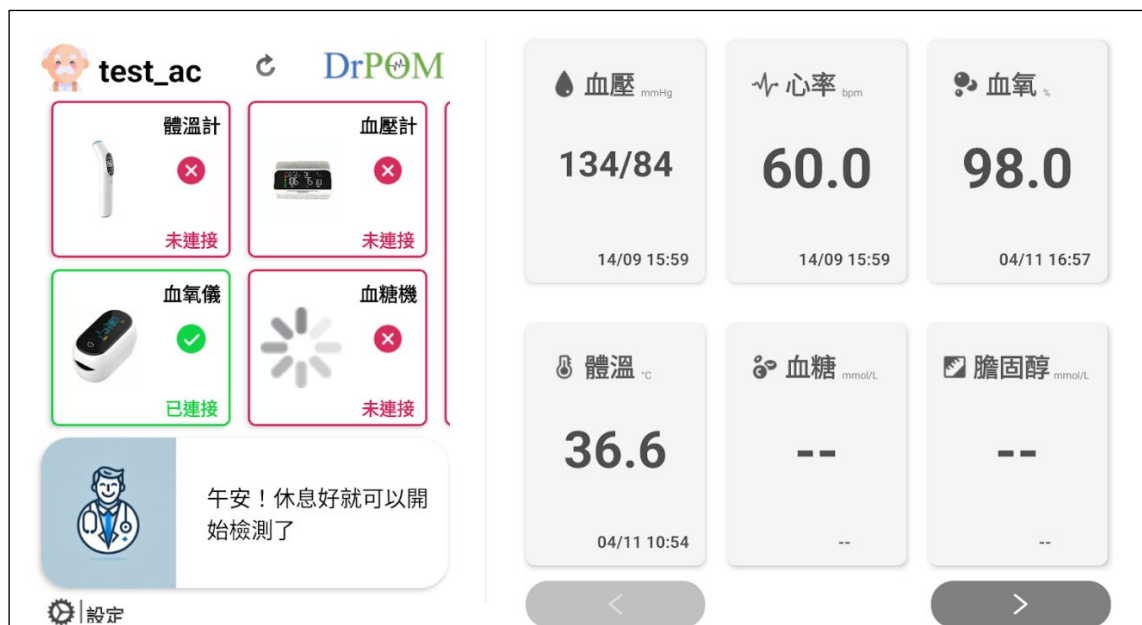 test_ac
DrPOM
體溫計
未連接
血壓計
未連接
血氧儀
已連接
血糖機
未連接
午安！休息好就可以開
始檢測了
設定
血壓 mmHg
134/84
14/09 15:59
心率 bpm
60.0
14/09 15:59
血氧 %
98.0
04/11 16:57
體溫 °C
36.6
04/11 10:54
血糖 mmol/L
--
--
膽固醇 mmol/L
--
--